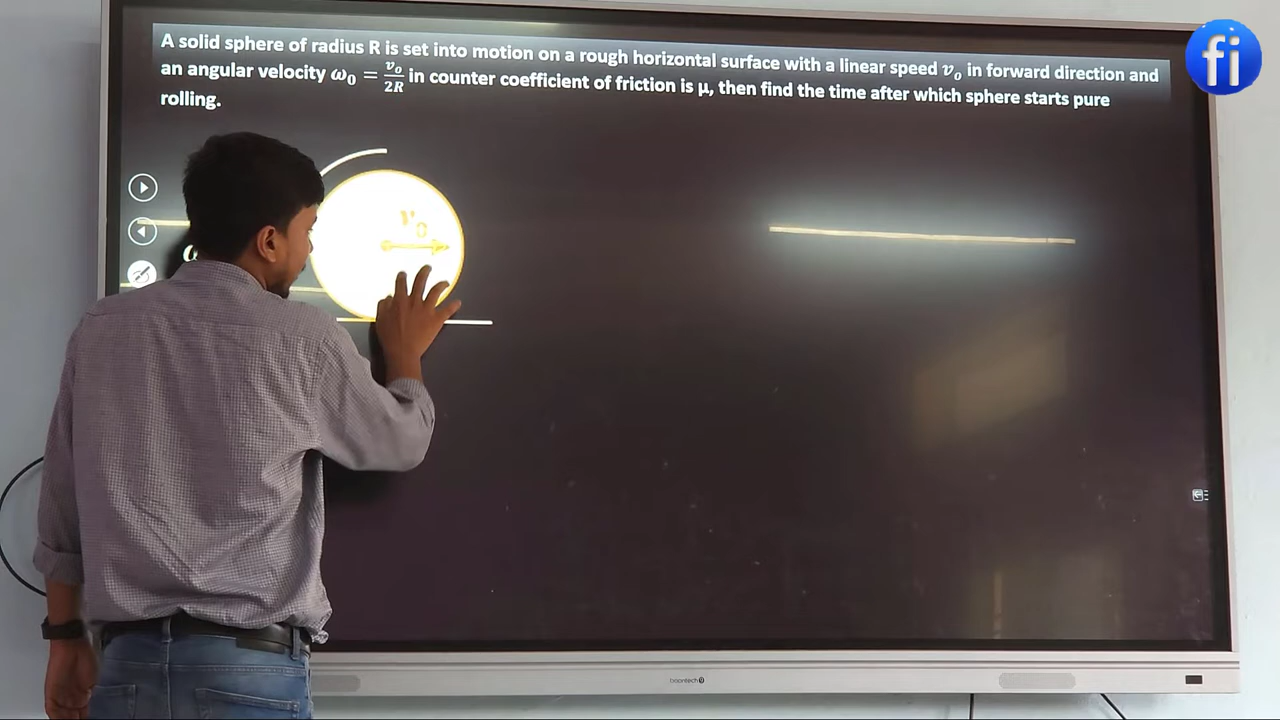 A solid sphere of radius R is set into motion on a rough horizontal surface with a linear speed v₀ in forward direction and
an angular velocity ω₀ = v₀/2R in counter coefficient of friction is μ, then find the time after which sphere starts pure
rolling.
v₀
fi